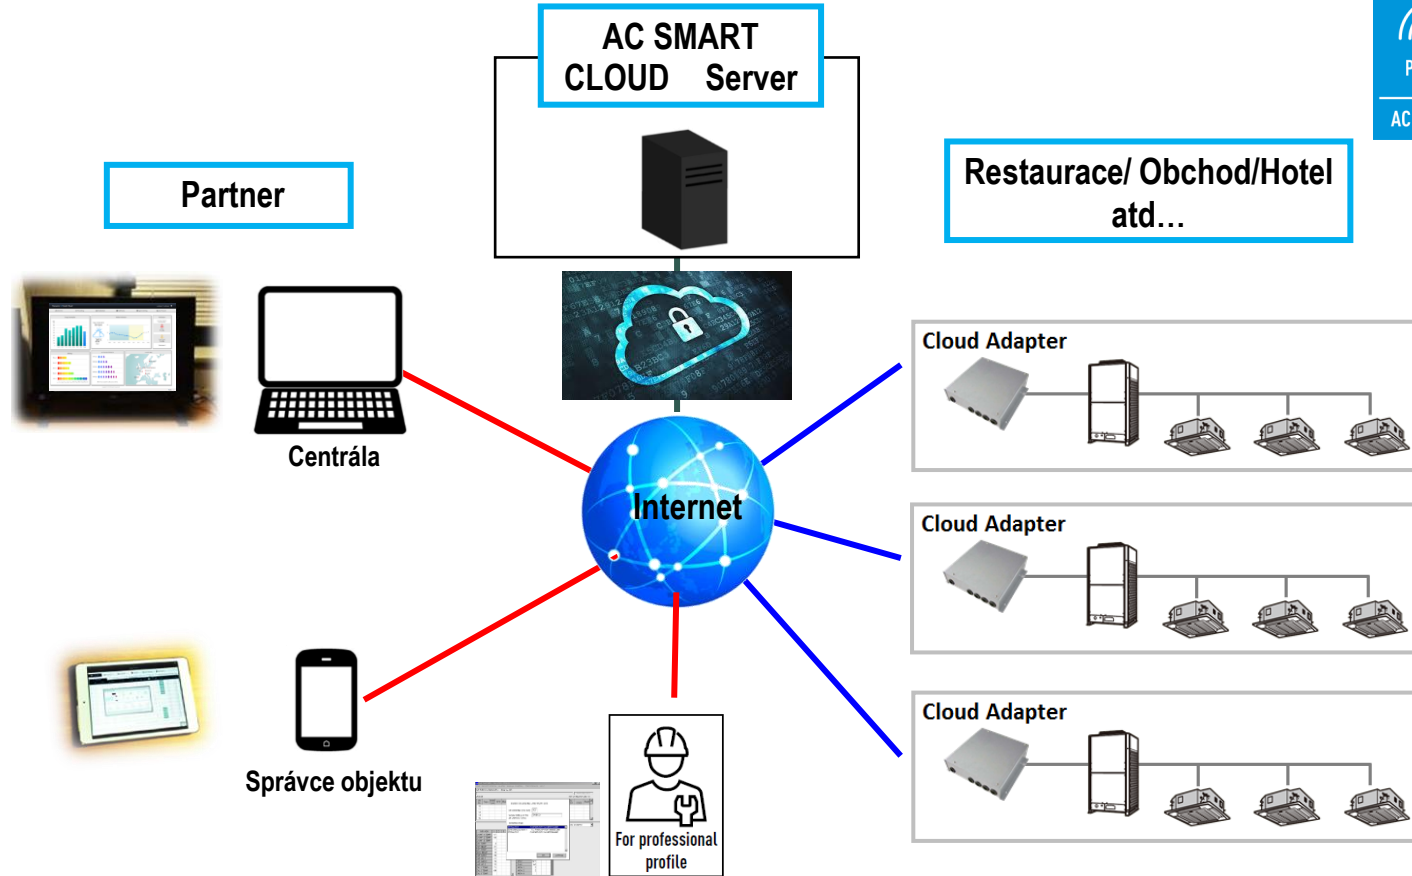 AC SMART
CLOUD Server
P
AC
Partner
Restaurace/ Obchod/Hotel
atd...
Centrála
Internet
Cloud Adapter
Cloud Adapter
Cloud Adapter
Správce objektu
For professional
profile